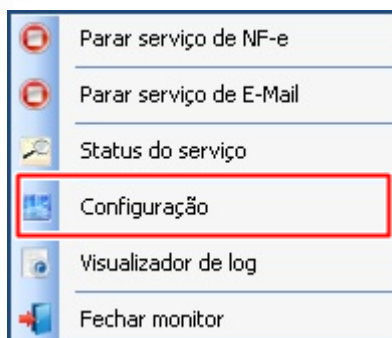 Parar serviço de NF-e
Parar serviço de E-Mail
Status do serviço
Configuração
Visualizador de log
Fechar monitor